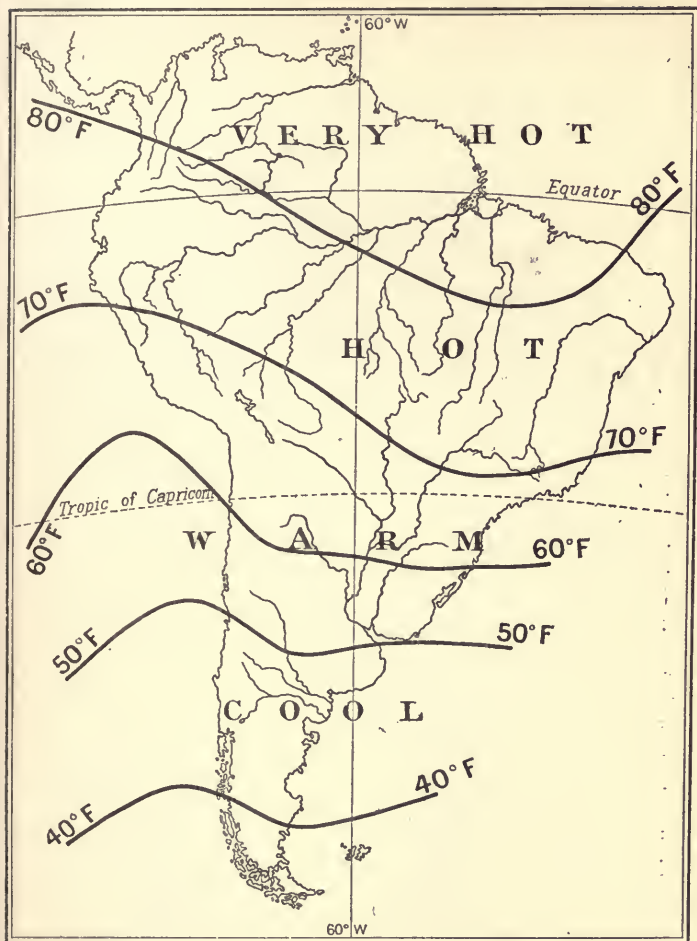 60°W
80°F
VERY HOT
Equator
80°F
70°F
HOT
70°F
Tropic of Capricorn
60°F
WARM
60°F
50°F
50°F
COOL
40°F
40°F
60°W